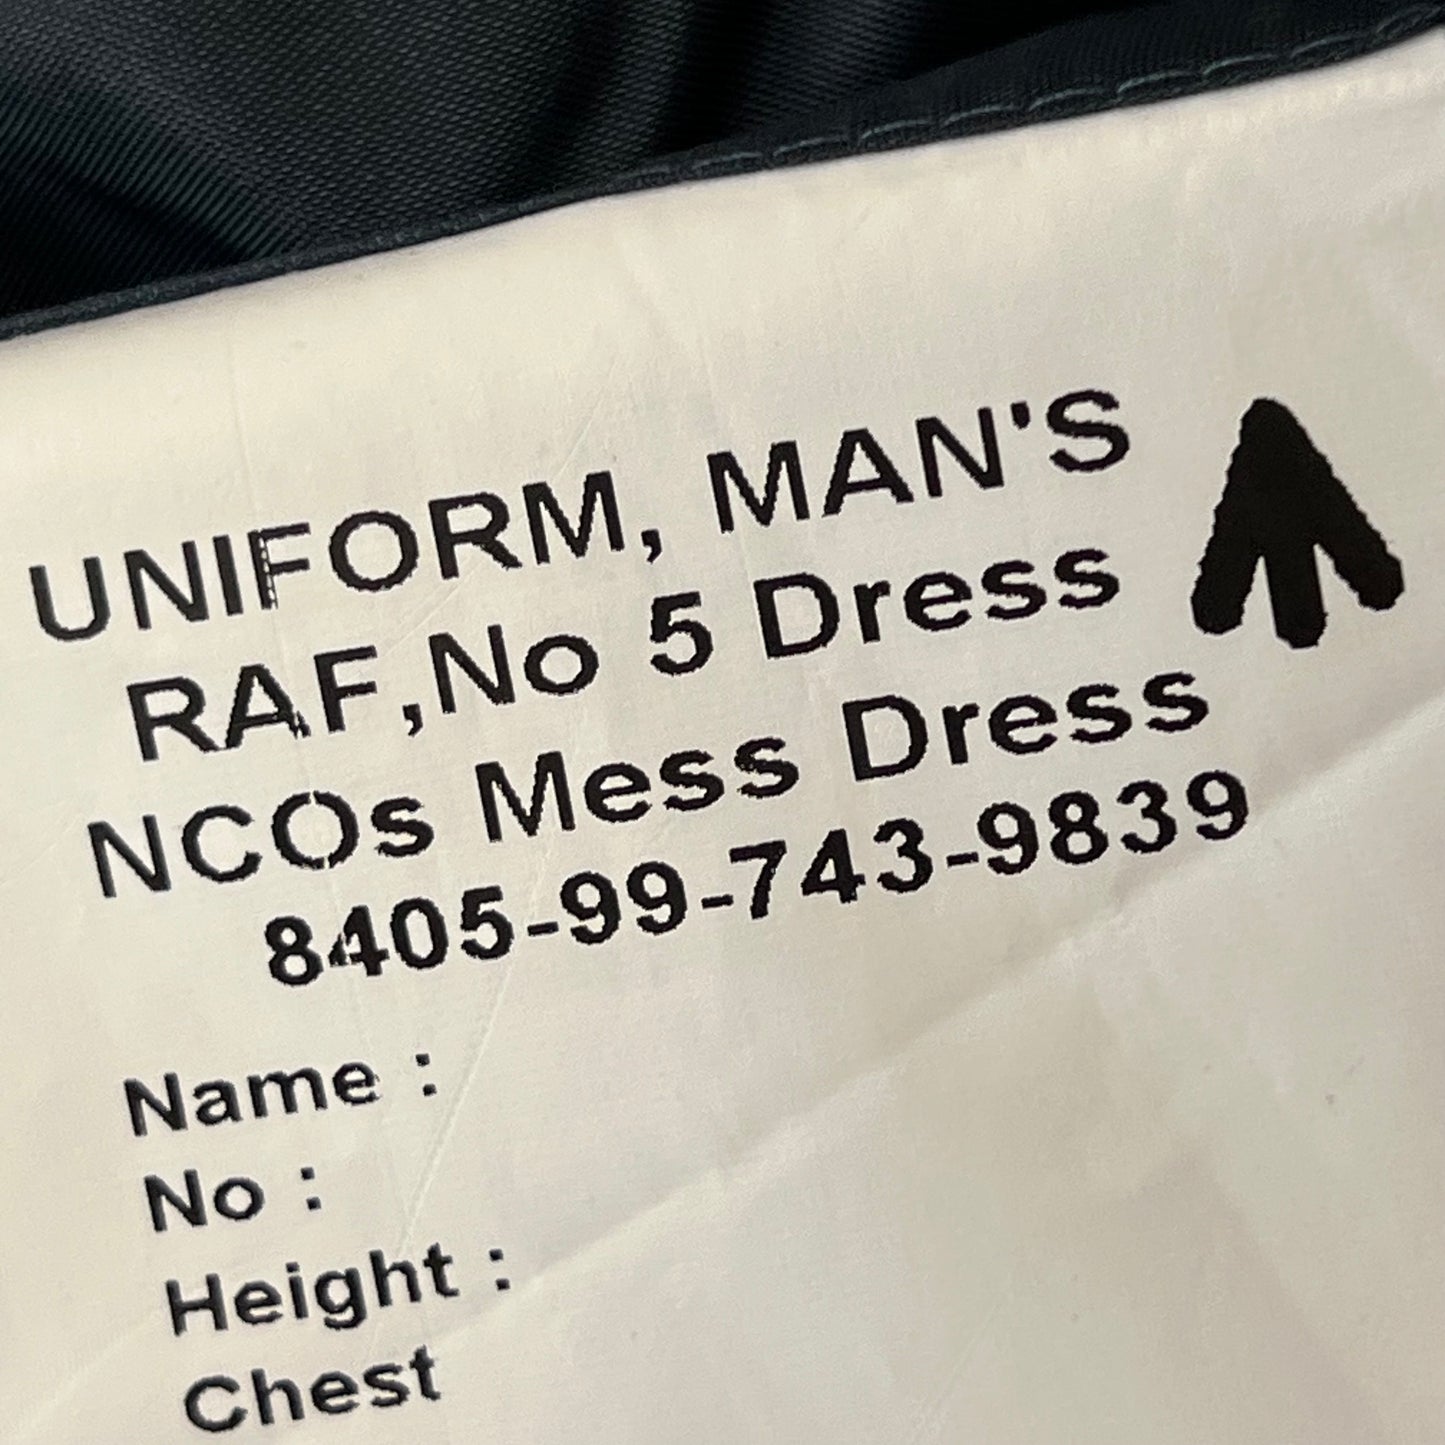 UNIFORM, MAN'S
RAF,No 5 Dress
NCOs Mess Dress
8405-99-743-9839
Name :
No :
Height :
Chest